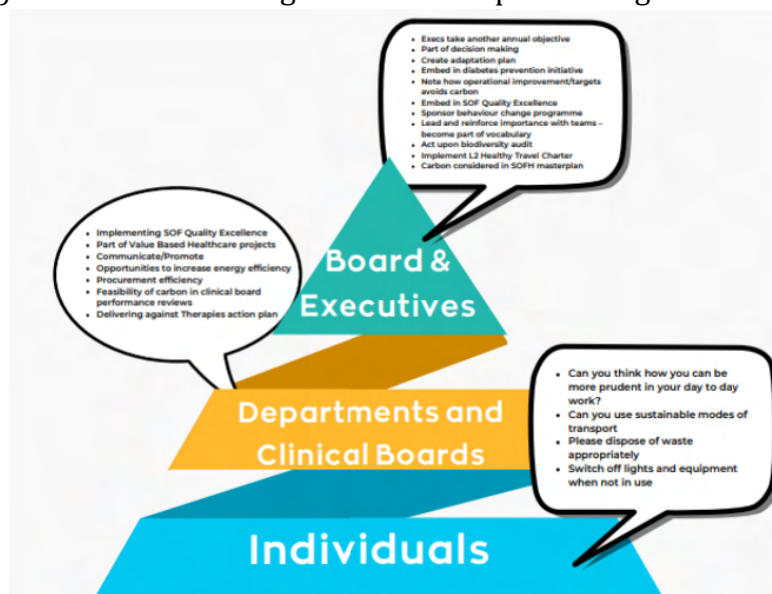 • Execs take another annual objective
• Part of decision making
• Create adaptation plan
• Embed in diabetes prevention initiative
• Note how operational improvement/targets
avoids carbon
• Embed in SOF Quality Excellence
• Sponsor behaviour change programme
• Lead and reinforce importance with teams –
become part of vocabulary
• Act upon biodiversity audit
• Implement L2 Healthy Travel Charter
• Carbon considered in SOFH masterplan
Board &
Executives
• Implementing SOF Quality Excellence
• Part of Value Based Healthcare projects
• Communicate/Promote
• Opportunities to increase energy efficiency
• Procurement efficiency
• Feasibility of carbon in clinical board
performance reviews
• Delivering against Therapies action plan
Departments and
Clinical Boards
• Can you think how you can be
more prudent in your day to day
work?
• Can you use sustainable modes of
transport
• Please dispose of waste
appropriately
• Switch off lights and equipment
when not in use
Individuals